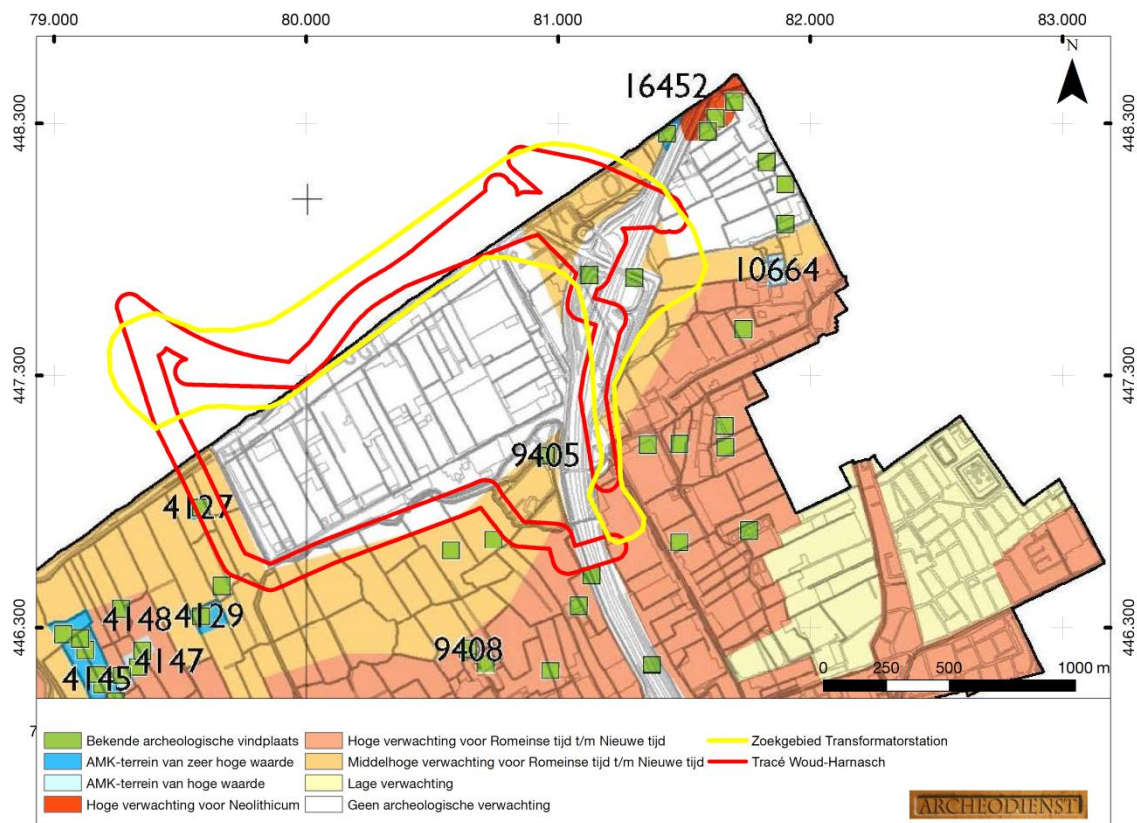 79.000 80.000 81.000 82.000 83.000
N
16452
448.300 448.300
10664
447.300 447.300
9405
4127
4148 4129
446.300 446.300
4147 9408
4145
0 250 500 1000 m
7
Bekende archeologische vindplaats
AMK-terrein van zeer hoge waarde
AMK-terrein van hoge waarde
Hoge verwachting voor Neolithicum
Hoge verwachting voor Romeinse tijd t/m Nieuwe tijd
Middelhoge verwachting voor Romeinse tijd t/m Nieuwe tijd
Lage verwachting
Geen archeologische verwachting
Zoekgebied Transformatorstation
Tracé Woud-Harnasch
ARCHEODIENST